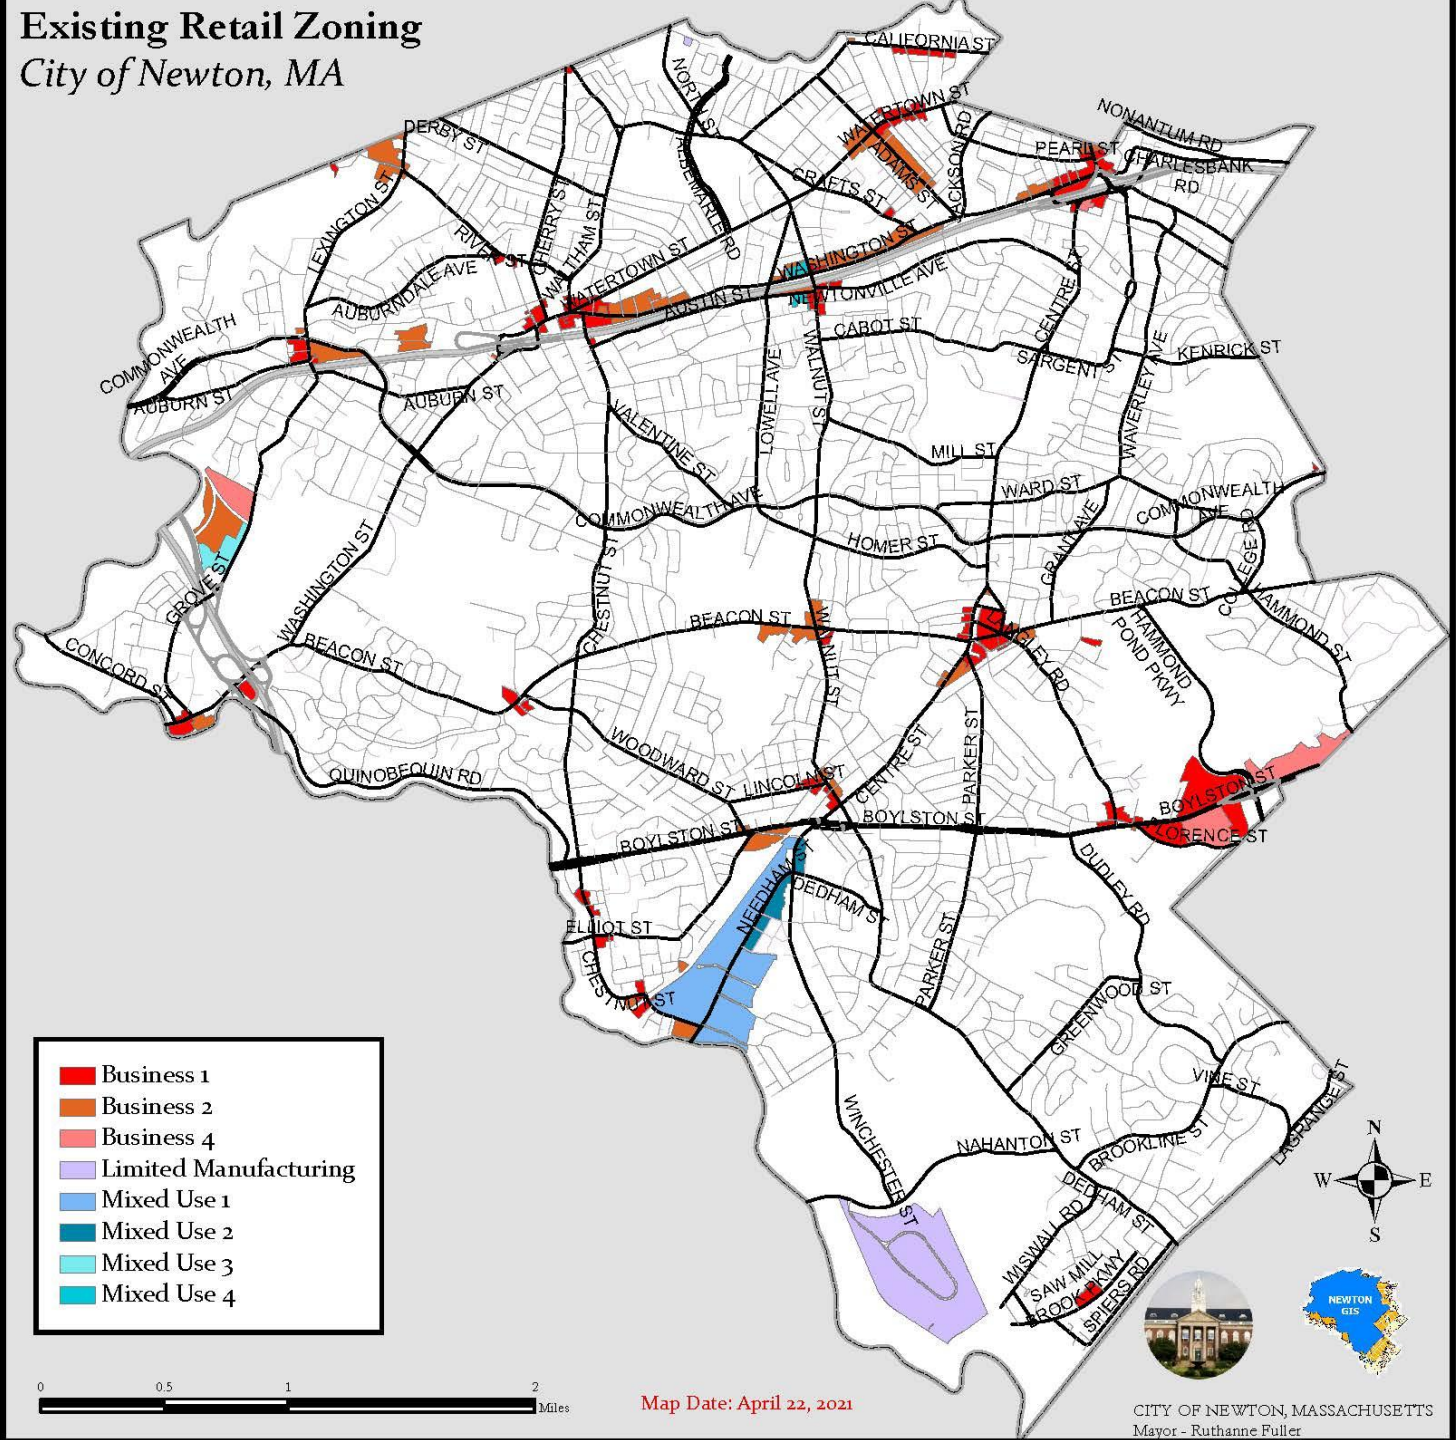 Existing Retail Zoning
City of Newton, MA
CALIFORNIA ST
NORTH ST
WATERTOWN ST
NONANTUM RD
DERBY ST
ADAMS ST
JACKSON RD
PEARL ST
CHARLESBANK
RD
ALBEMARLE RD
CRAFTS ST
LEXINGTON ST
CHERRY ST
WALTHAM ST
RIVER ST
WATERTOWN ST
WASHINGTON ST
AUBURNDALE AVE
AUSTIN ST
NEWTONVILLE AVE
CENTRE ST
CABOT ST
COMMONWEALTH
AVE
SARGENT ST
KENRICK ST
WAVERLEY AVE
AUBURN ST
AUBURN ST
LOWELL AVE
WALNUT ST
VALENTINE ST
MILL ST
WARD ST
COMMONWEALTH AVE
COMMONWEALTH
AVE
HOMER ST
GRANT AVE
COLLEGE RD
WASHINGTON ST
GROVE ST
CHESTNUT ST
BEACON ST
BEACON ST
HAMMOND ST
BEACON ST
WALNUT ST
LANGLEY RD
HAMMOND
POND PKWY
CONCORD ST
QUINOBEQUIN RD
WOODWARD ST
LINCOLN ST
CENTRE ST
PARKER ST
BOYLSTON ST
BOYLSTON ST
BOYLSTON ST
FLORENCE ST
NEEDHAM ST
DEDHAM ST
DUDLEY RD
ELLIOT ST
CHESTNUT ST
PARKER ST
GREENWOOD ST
VINE ST
LAGRANGE ST
WINCHESTER ST
NAHANTON ST
BROOKLINE ST
DEDHAM ST
WISWALL RD
SAW MILL
BROOK PKWY
SPIERS RD
Business 1
Business 2
Business 4
Limited Manufacturing
Mixed Use 1
Mixed Use 2
Mixed Use 3
Mixed Use 4
N
W E
S
NEWTON
GIS
0 0.5 1 2
Miles
Map Date: April 22, 2021
CITY OF NEWTON, MASSACHUSETTS
Mayor - Ruthanne Fuller